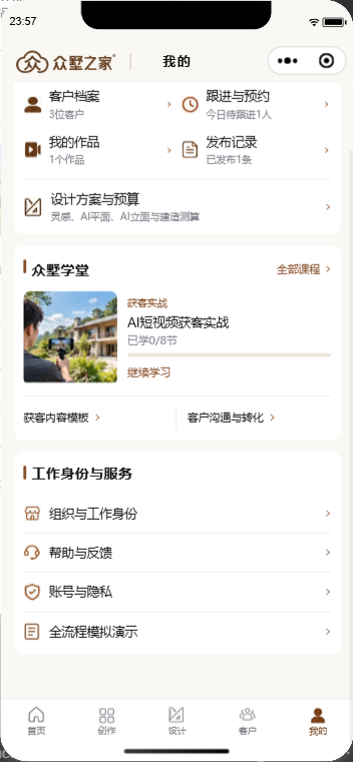 23:57
众墅之家
我的
客户档案
3位客户
跟进与预约
今日待跟进1人
我的作品
1个作品
发布记录
已发布1条
设计方案与预算
灵感、AI平面、AI立面与建造测算
众墅学堂
全部课程
获客实战
AI短视频获客实战
已学0/8节
继续学习
获客内容模板
客户沟通与转化
工作身份与服务
组织与工作身份
帮助与反馈
账号与隐私
全流程模拟演示
首页
创作
设计
客户
我的